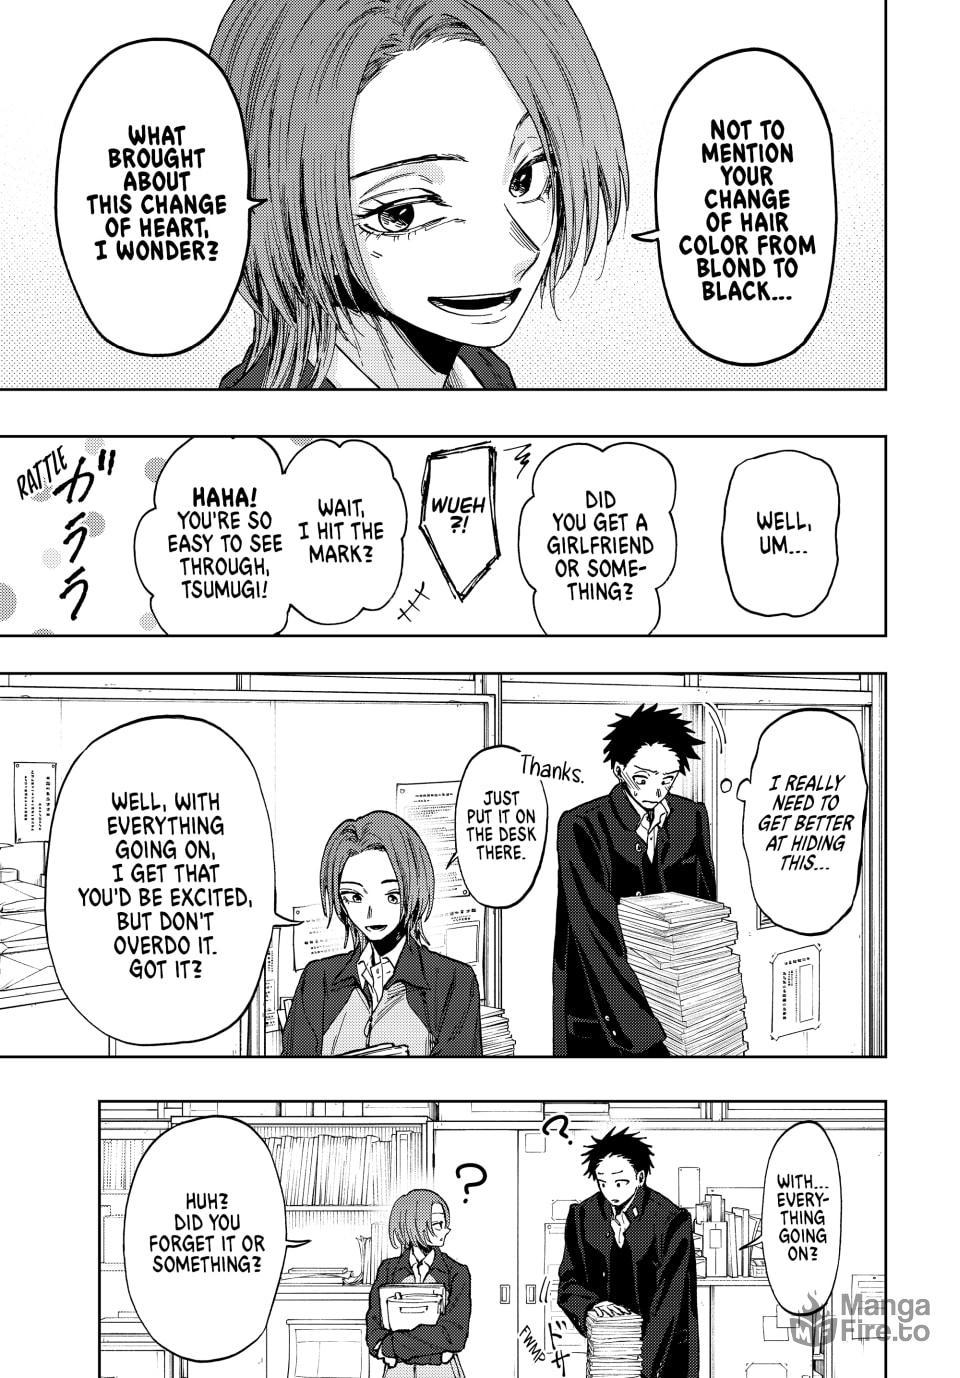 NOT TO
MENTION
YOUR
CHANGE
OF HAIR
COLOR FROM
BLOND TO
BLACK...
WHAT
BROUGHT
ABOUT
THIS CHANGE
OF HEART,
I WONDER?
WELL,
UM...
DID
YOU GET A
GIRLFRIEND
OR SOME-
THING?
WUEH
?!
WAIT,
I HIT THE
MARK?
HAHA!
YOU'RE SO
EASY TO SEE
THROUGH,
TSUMUGI!
RATTLE
ガララ
I REALLY
NEED TO
GET BETTER
AT HIDING
THIS...
Thanks.
JUST
PUT IT ON
THE DESK
THERE.
WELL, WITH
EVERYTHING
GOING ON,
I GET THAT
YOU'D BE EXCITED,
BUT DON'T
OVERDO IT.
GOT IT?
WITH...
EVERY-
THING
GOING
ON?
?
?
FWMP
ドサ
HUH?
DID YOU
FORGET IT OR
SOMETHING?
Manga
Fire.to